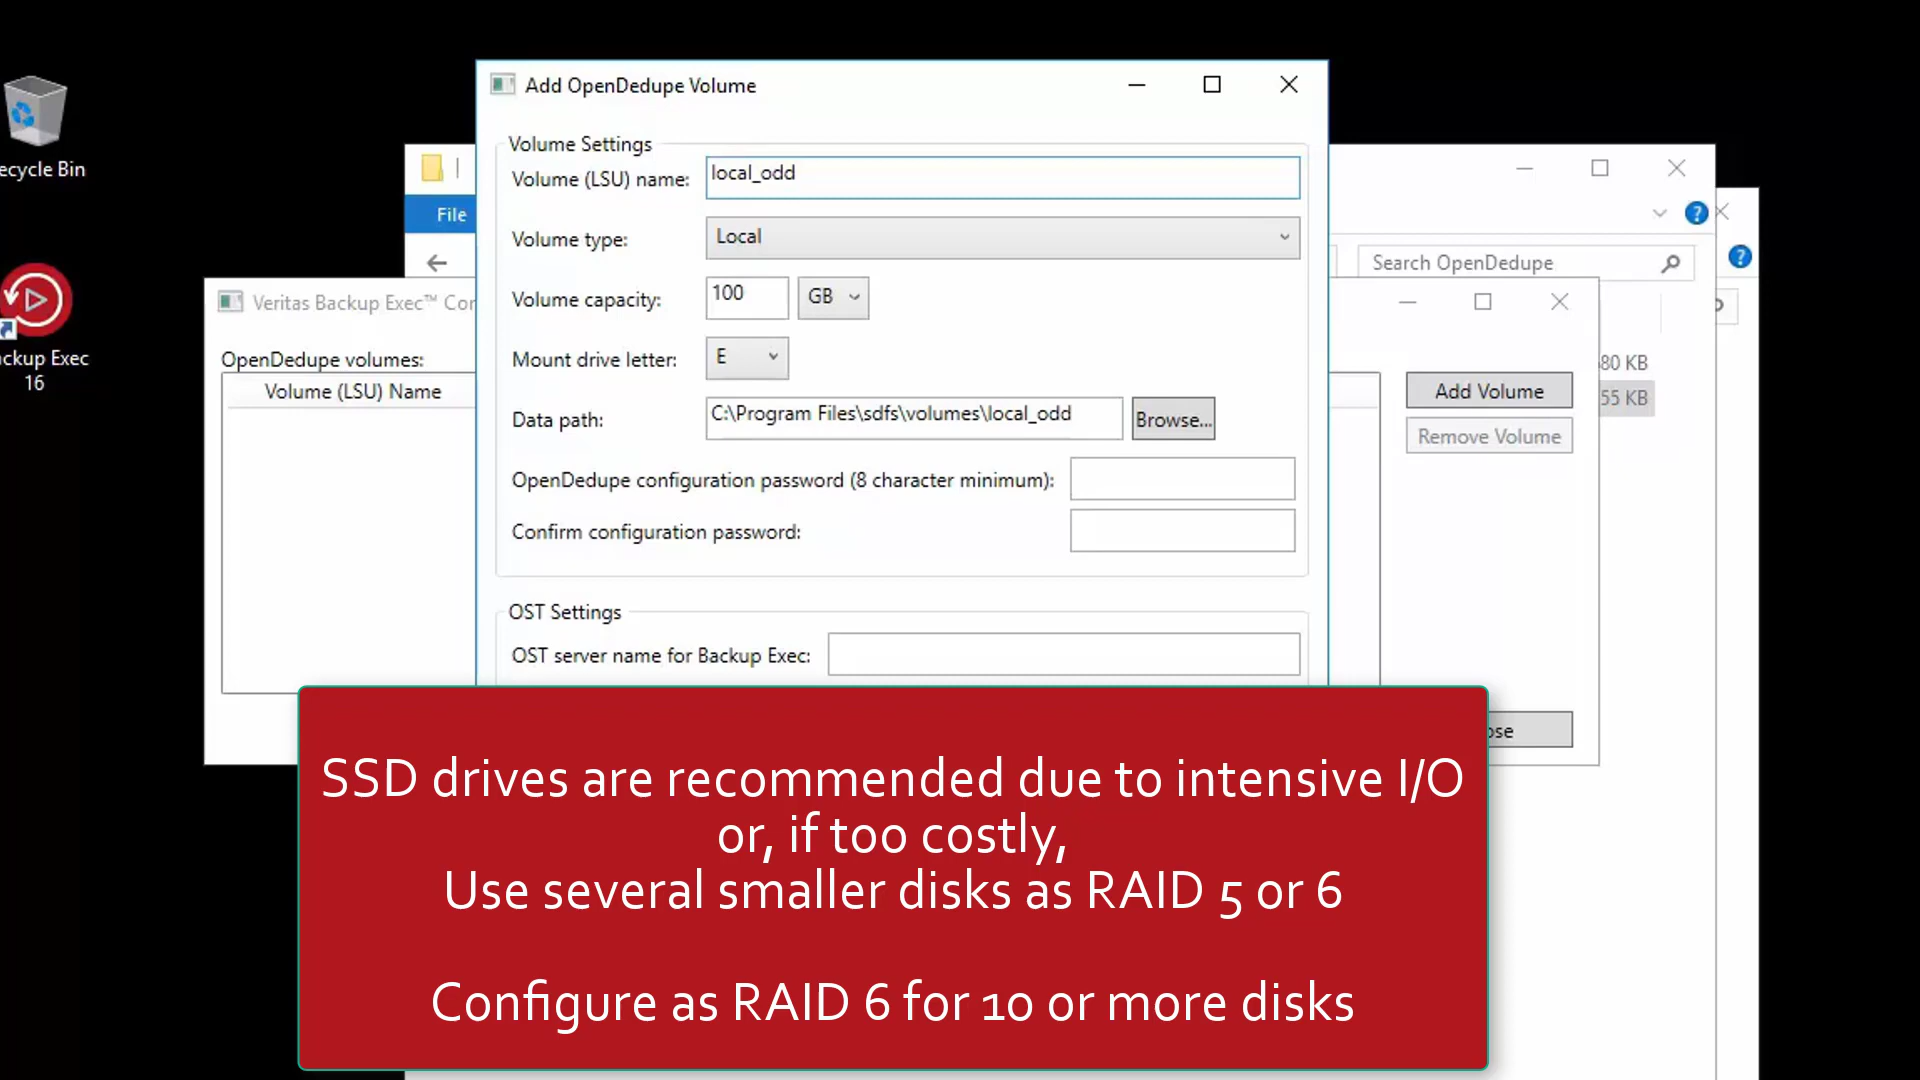 Add OpenDedupe Volume
Volume Settings
Volume (LSU) name: local_odd
Volume type: Local
Volume capacity: 100 GB
Mount drive letter: E
Data path: C:\Program Files\sdfs\volumes\local_odd Browse...
OpenDedupe configuration password (8 character minimum):
Confirm configuration password:
OST Settings
OST server name for Backup Exec:
ecycle Bin
ackup Exec
16
File
Search OpenDedupe
Veritas Backup Exec™ Cor
OpenDedupe volumes:
Volume (LSU) Name
Add Volume
Remove Volume
80 KB
55 KB
ose
SSD drives are recommended due to intensive I/O
or, if too costly,
Use several smaller disks as RAID 5 or 6
Configure as RAID 6 for 10 or more disks